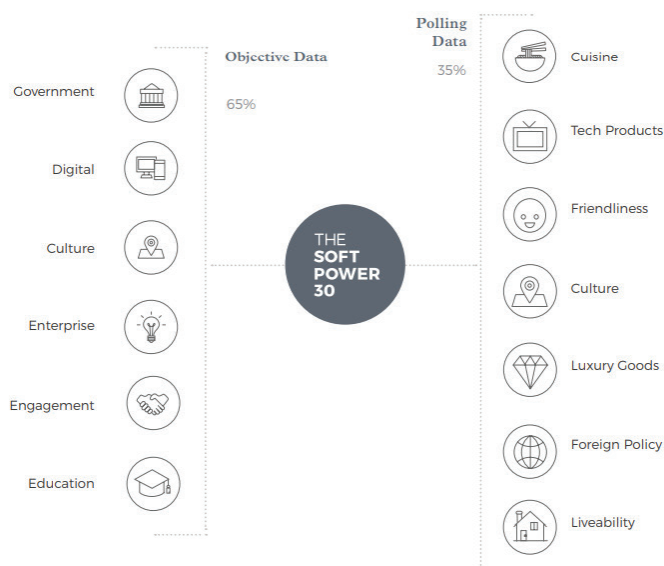 Government
Digital
Culture
Enterprise
Engagement
Education
Objective Data
65%
THE
SOFT
POWER
30
Polling
Data
35%
Cuisine
Tech Products
Friendliness
Culture
Luxury Goods
Foreign Policy
Liveability